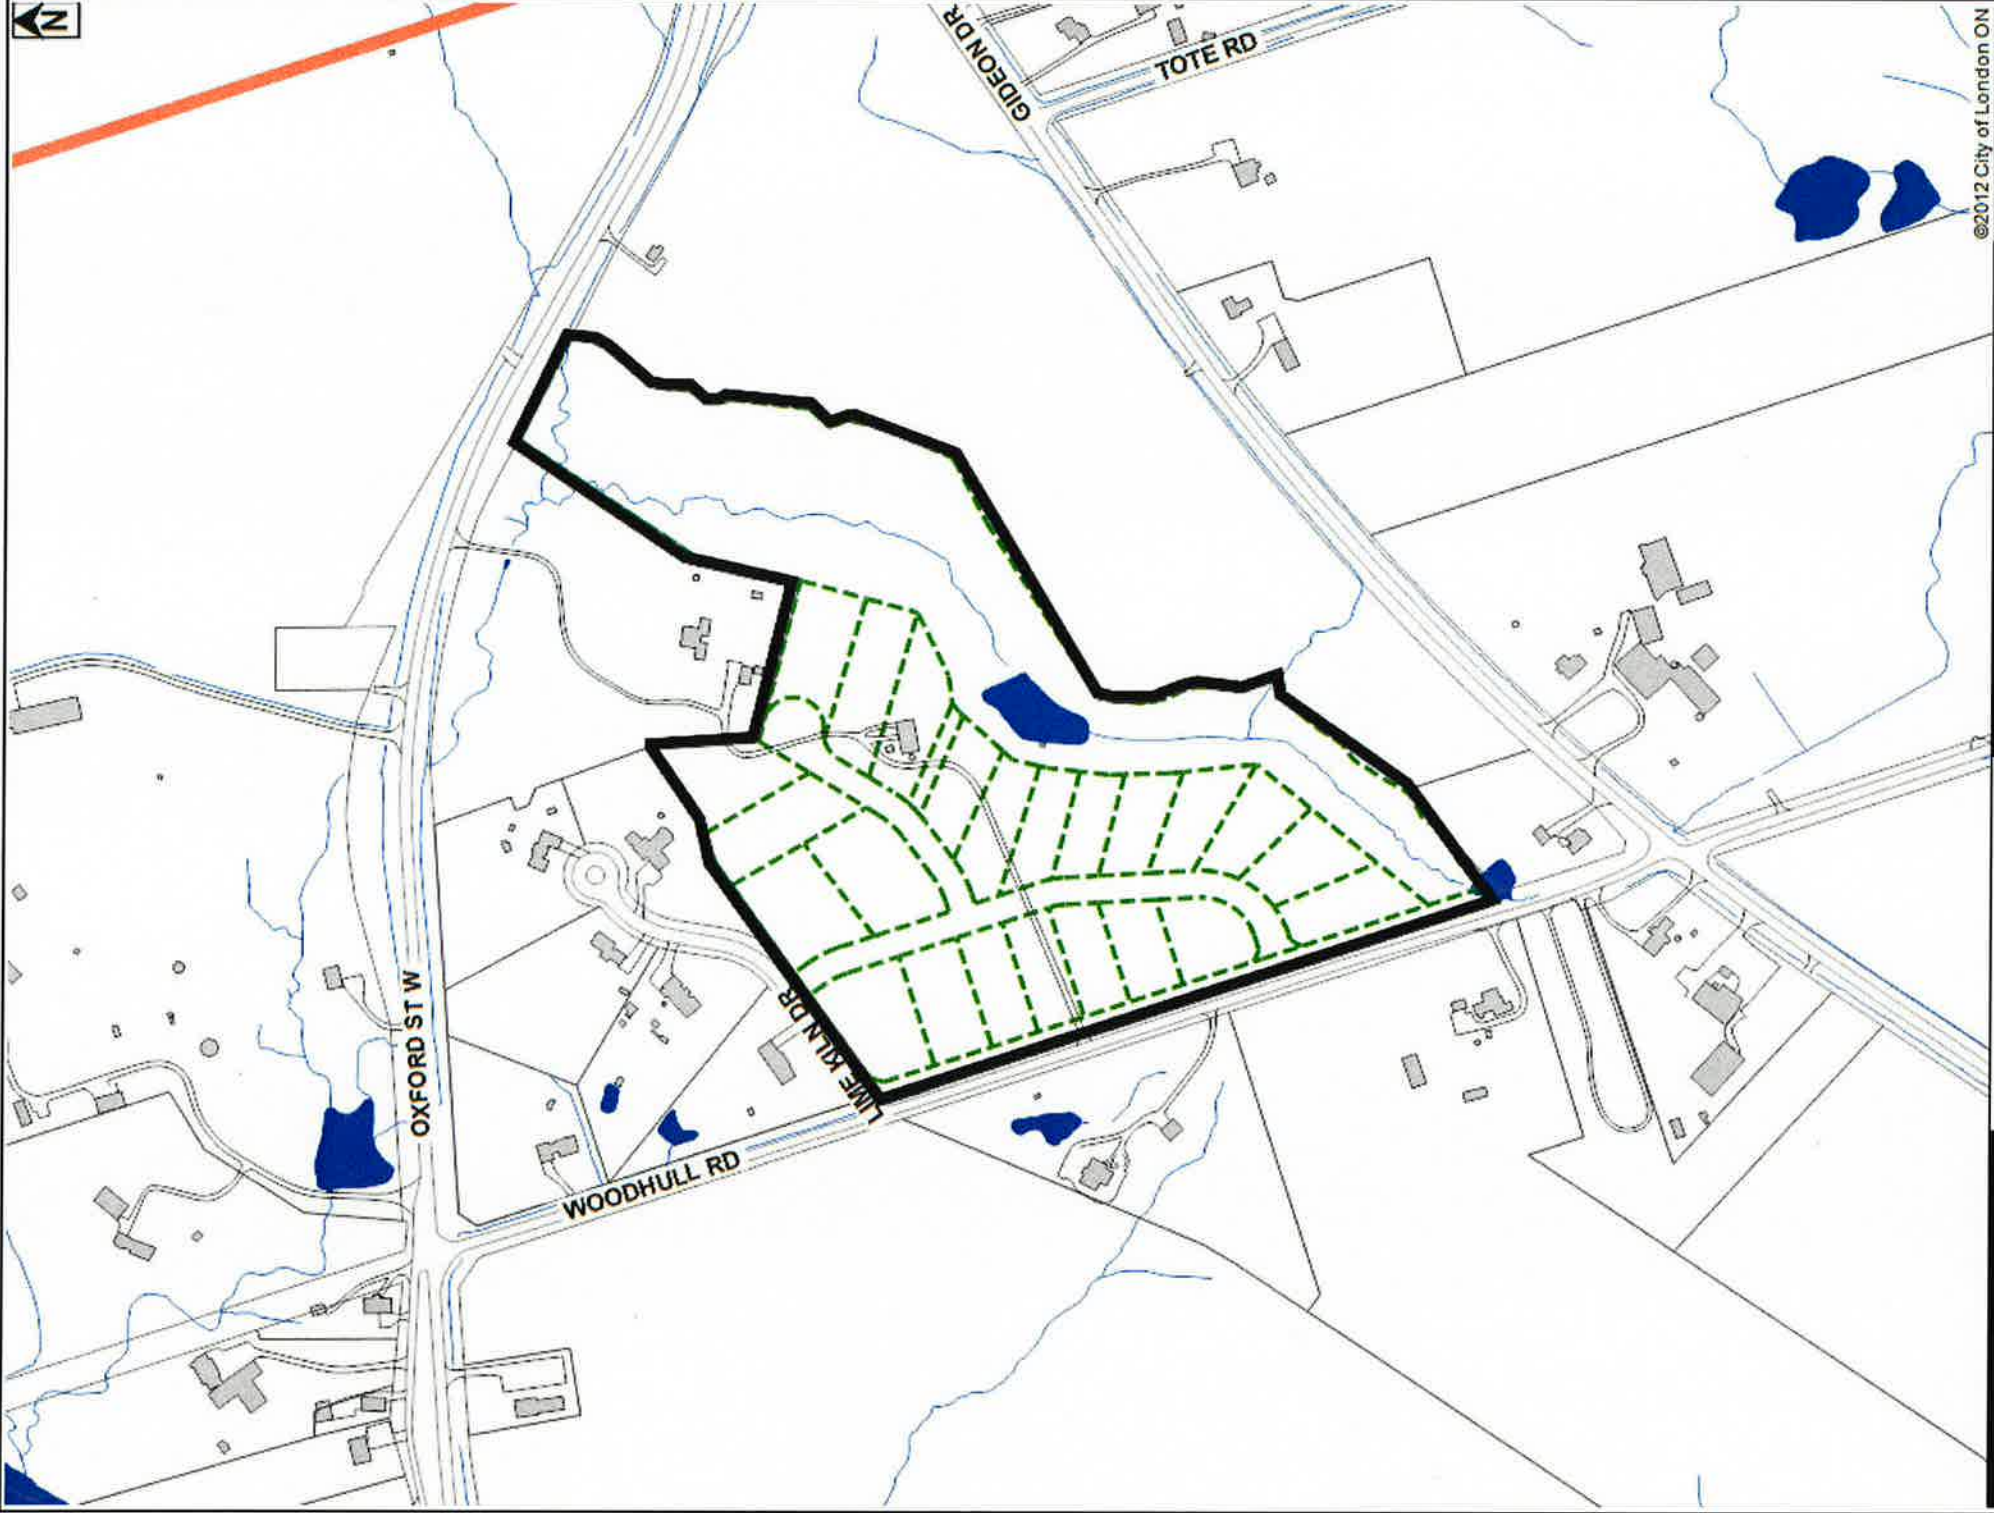 N
GIDEON DR
TOTE RD
OXFORD ST W
LIME KILN DR
WOODHULL RD
©2012 City of London ON